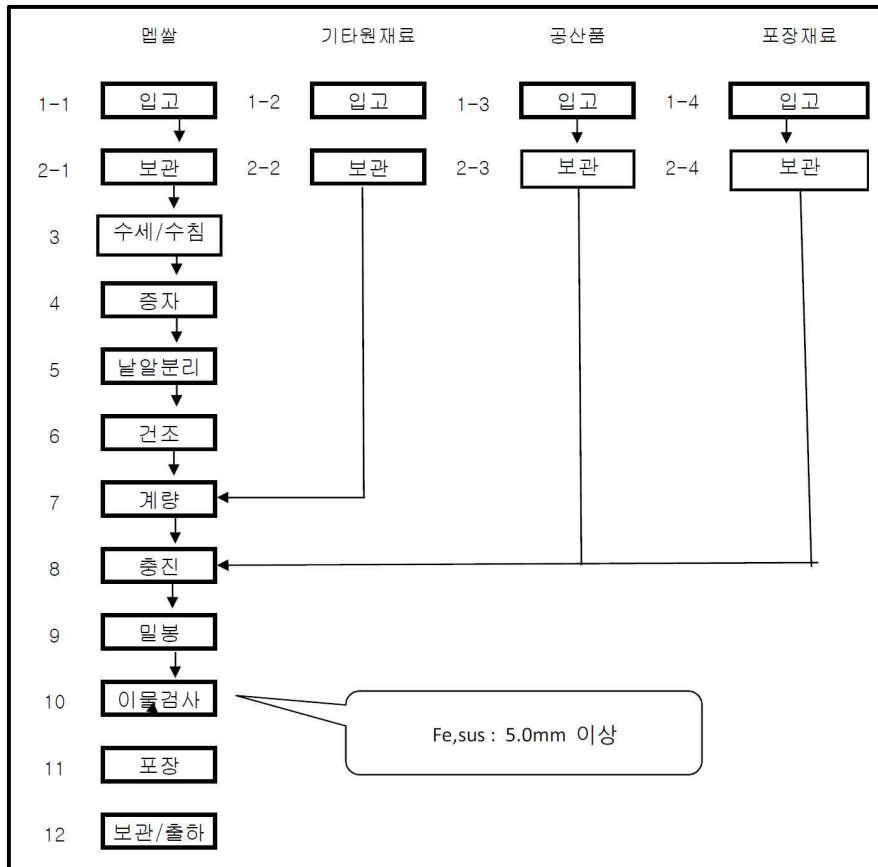 멥쌀 기타원재료 공산품 포장재료
1-1 입고 1-2 입고 1-3 입고 1-4 입고
2-1 보관 2-2 보관 2-3 보관 2-4 보관
3 수세/수침
4 증자
5 낱알분리
6 건조
7 계량
8 충진
9 밀봉
10 이물검사 Fe,sus : 5.0mm 이상
11 포장
12 보관/출하